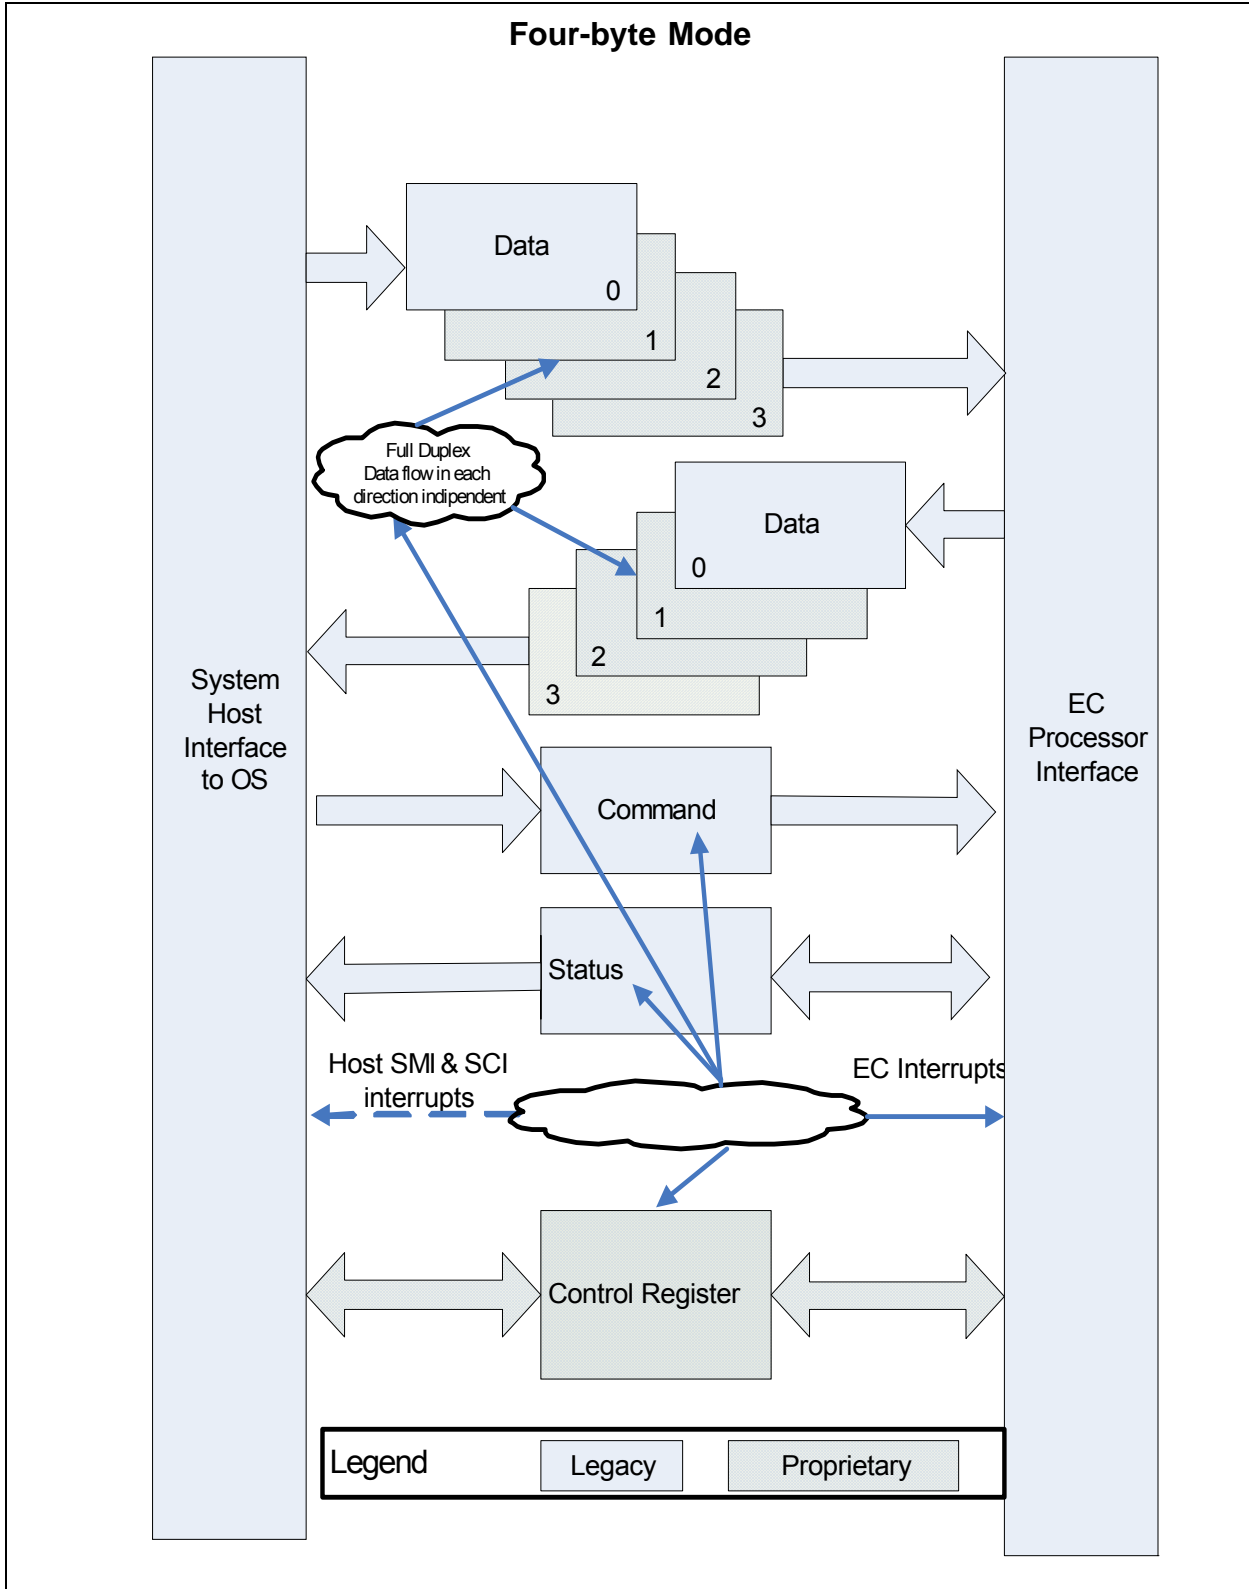 Four-byte Mode
Data
0
1
2
3
Full Duplex
Data flow in each
direction indipendent
Data
0
1
2
3
System
Host
Interface
to OS
EC
Processor
Interface
Command
Status
Host SMI & SCI
interrupts
EC Interrupts
Control Register
Legend
Legacy
Proprietary